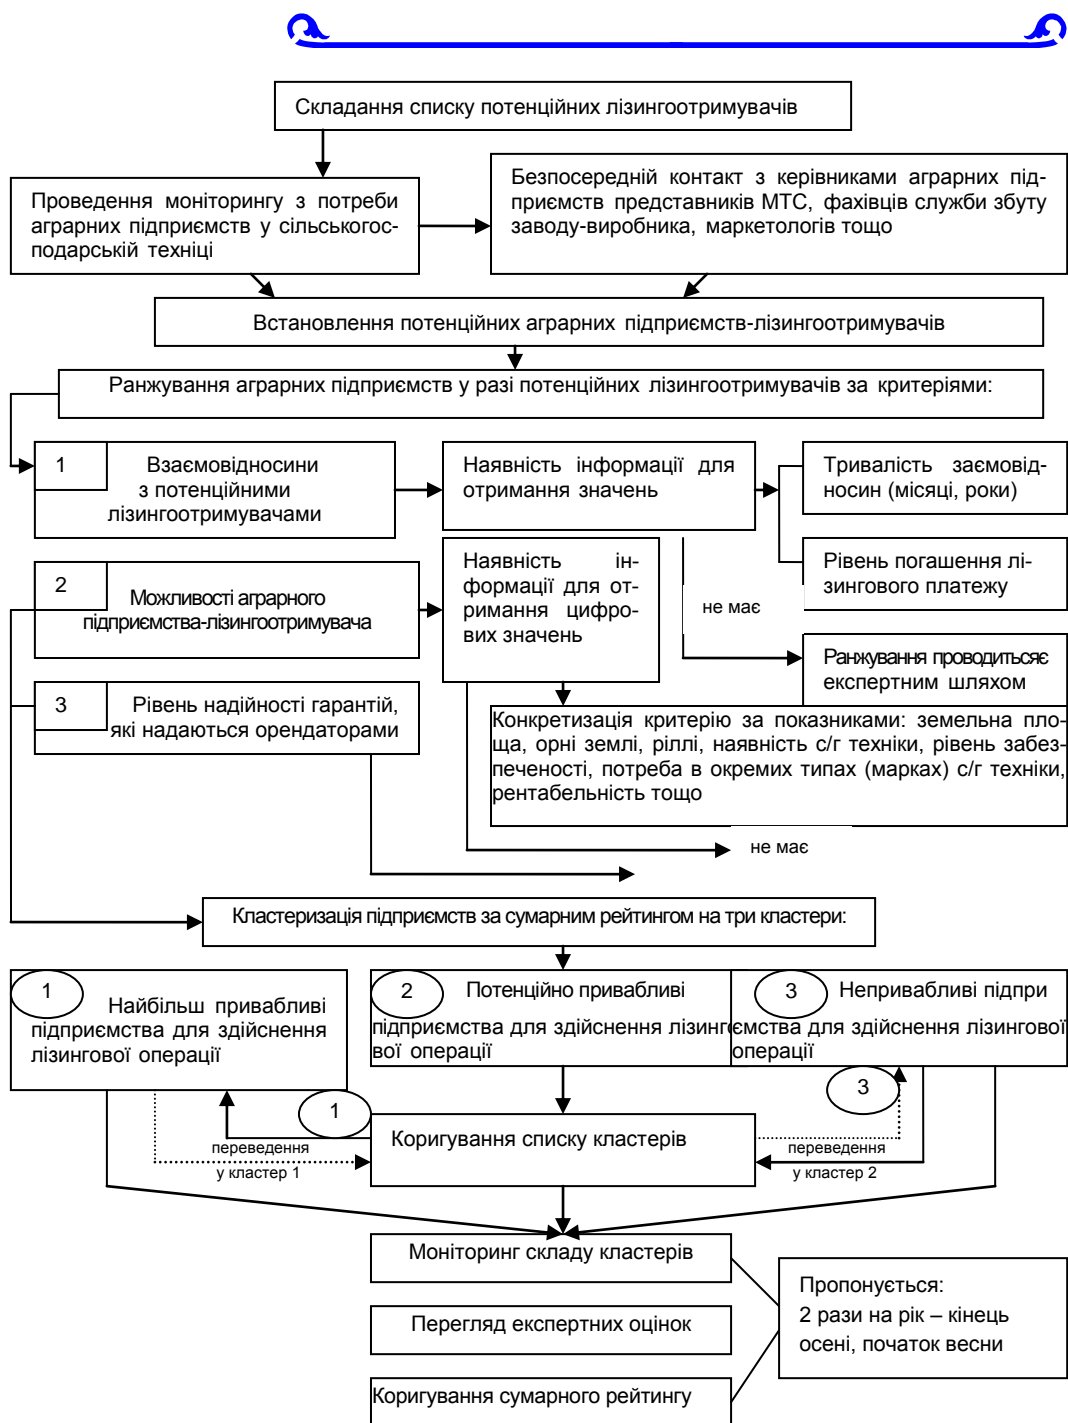 Складання списку потенційних лізингоотримувачів
Проведення моніторингу з потреби
аграрних підприємств у сільськогос-
подарській техніці
Безпосередній контакт з керівниками аграрних під-
приємств представників МТС, фахівців служби збуту
заводу-виробника, маркетологів тощо
Встановлення потенційних аграрних підприємств-лізингоотримувачів
Ранжування аграрних підприємств у разі потенційних лізингоотримувачів за критеріями:
1
Взаємовідносини
з потенційними
лізингоотримувачами
Наявність інформації для
отримання значень
Тривалість заємовід-
носин (місяці, роки)
Рівень погашення лі-
зингового платежу
2
Можливості аграрного
підприємства-лізингоотримувача
Наявність ін-
формації для от-
римання цифро-
вих значень
не має
Ранжування проводитьсяє
експертним шляхом
3
Рівень надійності гарантій,
які надаються орендаторами
Конкретизація критерію за показниками: земельна пло-
ща, орні землі, ріллі, наявність с/г техніки, рівень забез-
печеності, потреба в окремих типах (марках) с/г техніки,
рентабельність тощо
не має
Кластеризація підприємств за сумарним рейтингом на три кластери:
1
Найбільш привабливі
підприємства для здійснення
лізингової операції
2
Потенційно привабливі
підприємства для здійснення лізинго
вої операції
3
Непривабливі підпри
ємства для здійснення лізингової
операції
1
3
Коригування списку кластерів
переведення
у кластер 1
переведення
у кластер 2
Моніторинг складу кластерів
Перегляд експертних оцінок
Коригування сумарного рейтингу
Пропонується:
2 рази на рік – кінець
осені, початок весни